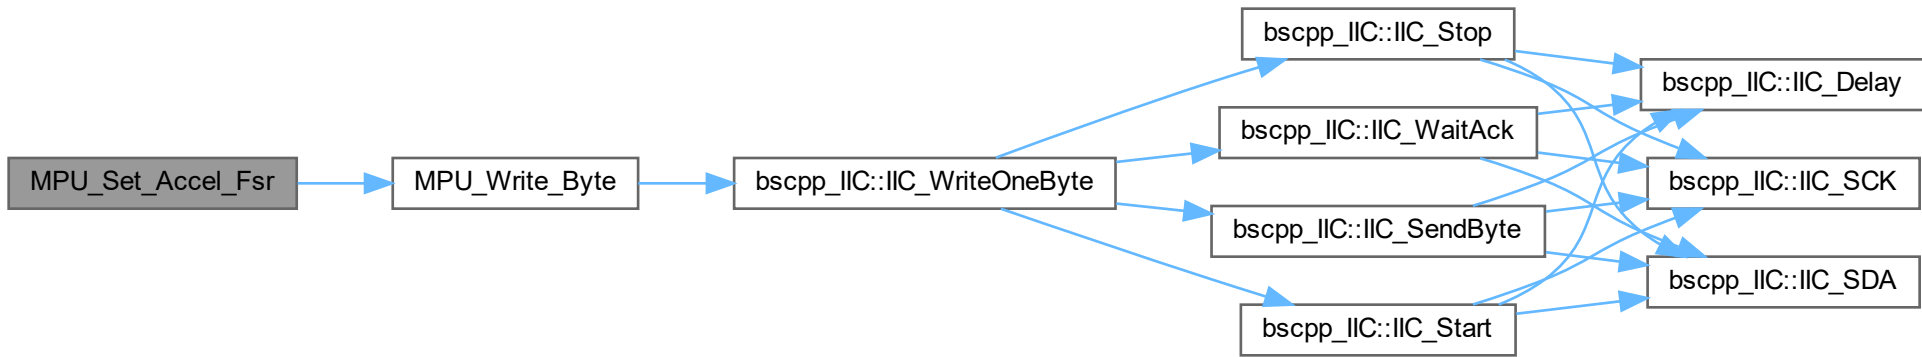 MPU_Set_Accel_Fsr
MPU_Write_Byte
bscpp_IIC::IIC_WriteOneByte
bscpp_IIC::IIC_Stop
bscpp_IIC::IIC_WaitAck
bscpp_IIC::IIC_SendByte
bscpp_IIC::IIC_Start
bscpp_IIC::IIC_Delay
bscpp_IIC::IIC_SCK
bscpp_IIC::IIC_SDA